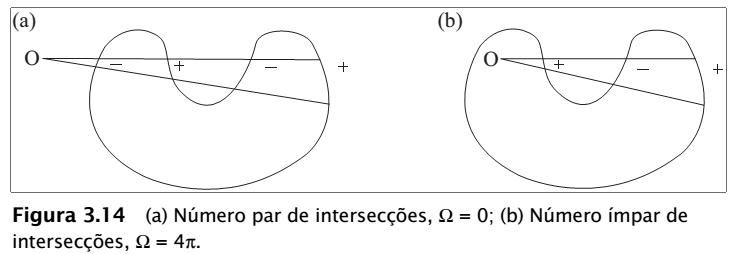 (a)
(b)
O
− + − +
O
+ − +
Figura 3.14 (a) Número par de intersecções, Ω = 0; (b) Número ímpar de
intersecções, Ω = 4π.